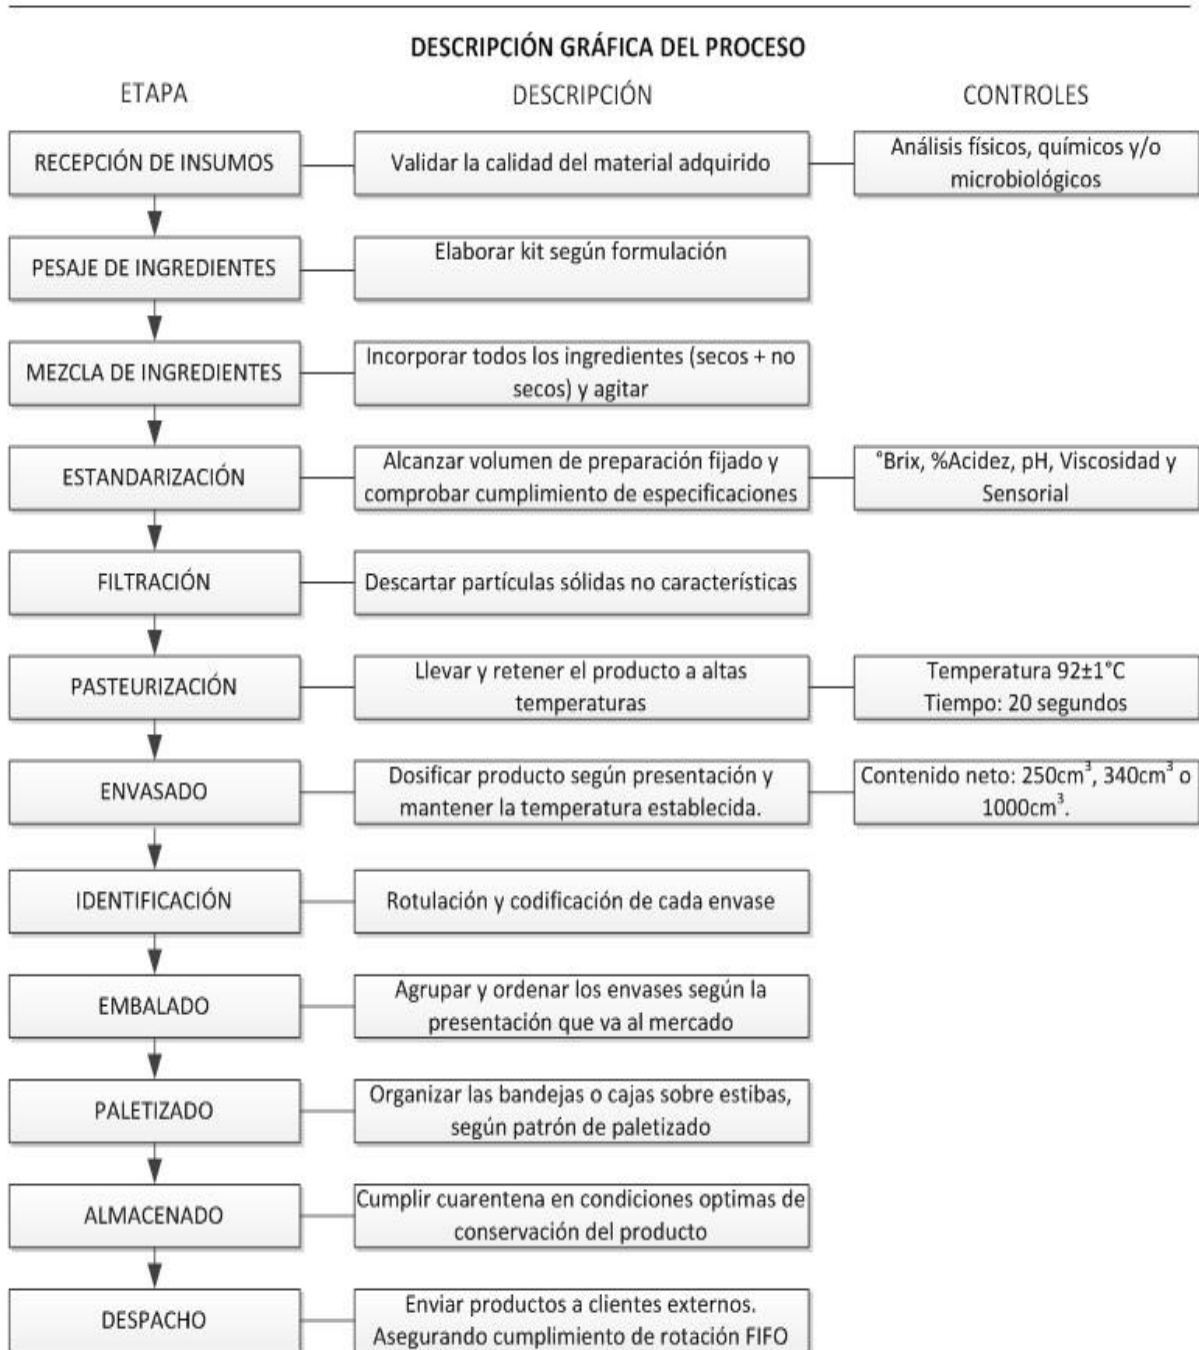 DESCRIPCIÓN GRÁFICA DEL PROCESO
ETAPA
DESCRIPCIÓN
CONTROLES
RECEPCIÓN DE INSUMOS
Validar la calidad del material adquirido
Análisis físicos, químicos y/o
microbiológicos
PESAJE DE INGREDIENTES
Elaborar kit según formulación
MEZCLA DE INGREDIENTES
Incorporar todos los ingredientes (secos + no
secos) y agitar
ESTANDARIZACIÓN
Alcanzar volumen de preparación fijado y
comprobar cumplimiento de especificaciones
°Brix, %Acidez, pH, Viscosidad y
Sensorial
FILTRACIÓN
Descartar partículas sólidas no características
PASTEURIZACIÓN
Llevar y retener el producto a altas
temperaturas
Temperatura 92±1°C
Tiempo: 20 segundos
ENVASADO
Dosificar producto según presentación y
mantener la temperatura establecida.
Contenido neto: 250cm³, 340cm³ o
1000cm³.
IDENTIFICACIÓN
Rotulación y codificación de cada envase
EMBALADO
Agrupar y ordenar los envases según la
presentación que va al mercado
PALETIZADO
Organizar las bandejas o cajas sobre estibas,
según patrón de paletizado
ALMACENADO
Cumplir cuarentena en condiciones optimas de
conservación del producto
DESPACHO
Enviar productos a clientes externos.
Asegurando cumplimiento de rotación FIFO